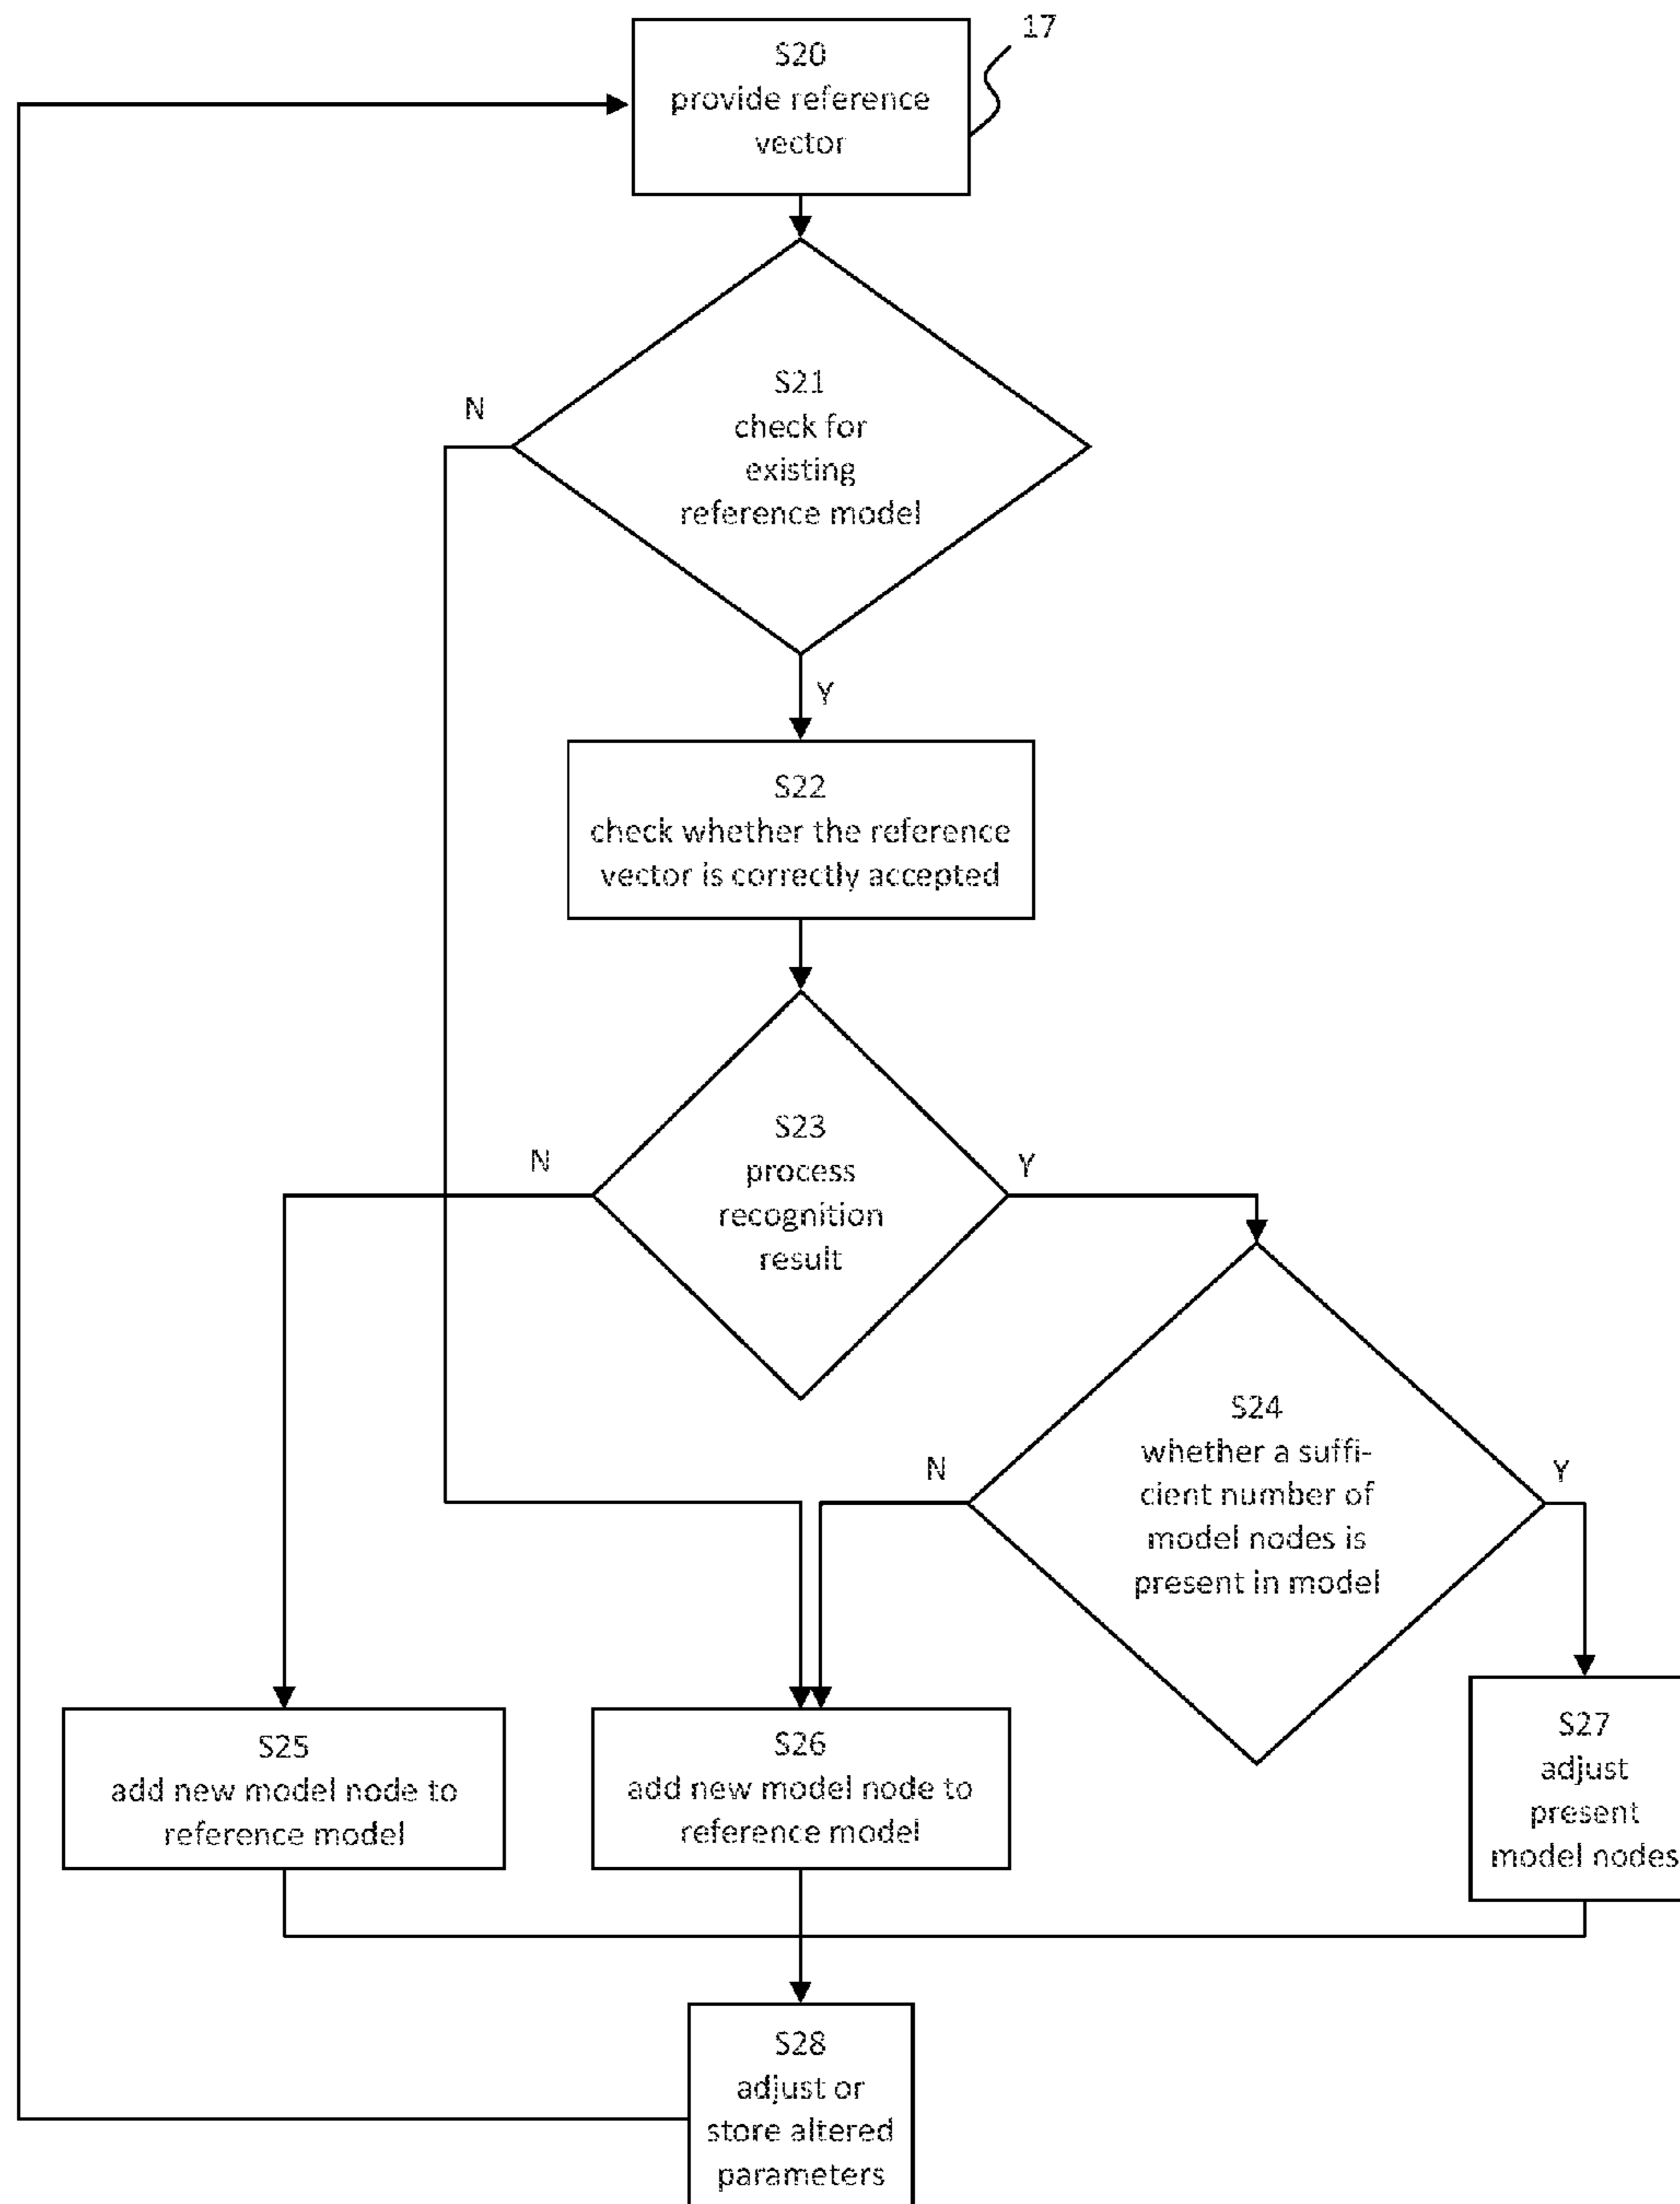 17
S20
provide reference
vector
S21
check for
existing
reference model
N
Y
S22
check whether the reference
vector is correctly accepted
S23
process
recognition
result
N
Y
S24
whether a suffi-
cient number of
model nodes is
present in model
N
Y
S25
add new model node to
reference model
S26
add new model node to
reference model
S27
adjust
present
model nodes
S28
adjust or
store altered
parameters